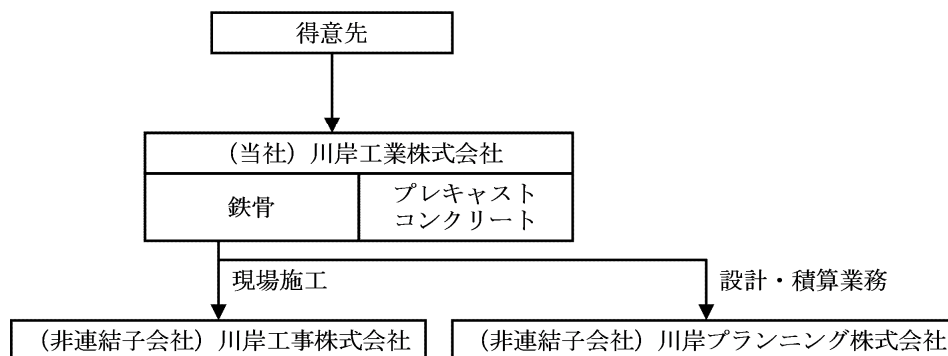 得意先
（当社）川岸工業株式会社
鉄骨
プレキャスト
コンクリート
現場施工
設計・積算業務
（非連結子会社）川岸工事株式会社
（非連結子会社）川岸プランニング株式会社